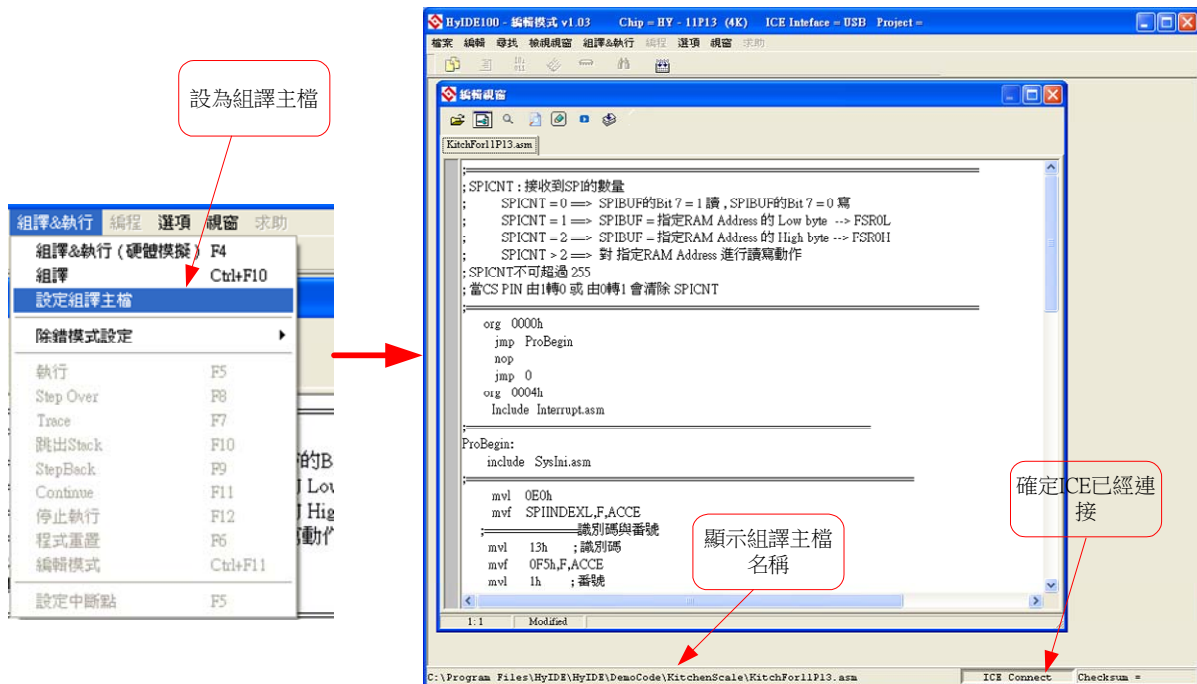 設為組譯主檔
組譯&執行 編程 選項 視窗 求助
組譯&執行 ( 硬體模擬 ) F4
組譯 Ctrl+F10
設定組譯主檔
除錯模式設定
執行 F5
Step Over F8
Trace F7
跳出Stack F10
StepBack F9
Continue F11
停止執行 F12
程式重置 F6
編輯模式 Ctrl+F11
設定中斷點 F5
的B
Lov
Hig
動作
HyIDE100 - 編輯模式 v1.03 Chip = HY - 11P13 (4K) ICE Inteface = USB Project =
檔案 編輯 尋找 檢視視窗 組譯&執行 編程 選項 視窗 求助
編輯視窗
KitchFor11P13.asm
;
; SPICNT : 接收到SPI的數量
; SPICNT = 0 ==> SPIBUF的Bit 7 = 1 讀 , SPIBUF的Bit 7 = 0 寫
; SPICNT = 1 ==> SPIBUF = 指定RAM Address 的 Low byte --> FSR0L
; SPICNT = 2 ==> SPIBUF = 指定RAM Address 的 High byte --> FSR0H
; SPICNT > 2 ==> 對 指定RAM Address 進行讀寫動作
; SPICNT不可超過 255
; 當CS PIN 由1轉0 或 由0轉1 會清除 SPICNT
;
org 0000h
jmp ProBegin
nop
jmp 0
org 0004h
Include Interrupt.asm
;
ProBegin:
include SysIni.asm
;
mvl 0E0h
mvf SPIINDEXL,F,ACCE
;識別碼與番號
mvl 13h ; 識別碼
mvf 0F5h,F,ACCE
mvl 1h ; 番號
1: 1 Modified
顯示組譯主檔
名稱
確定ICE已經連
接
C:\Program Files\HyIDE\HyIDE\DemoCode\KitchenScale\KitchFor11P13.asm ICE Connect Checksum =